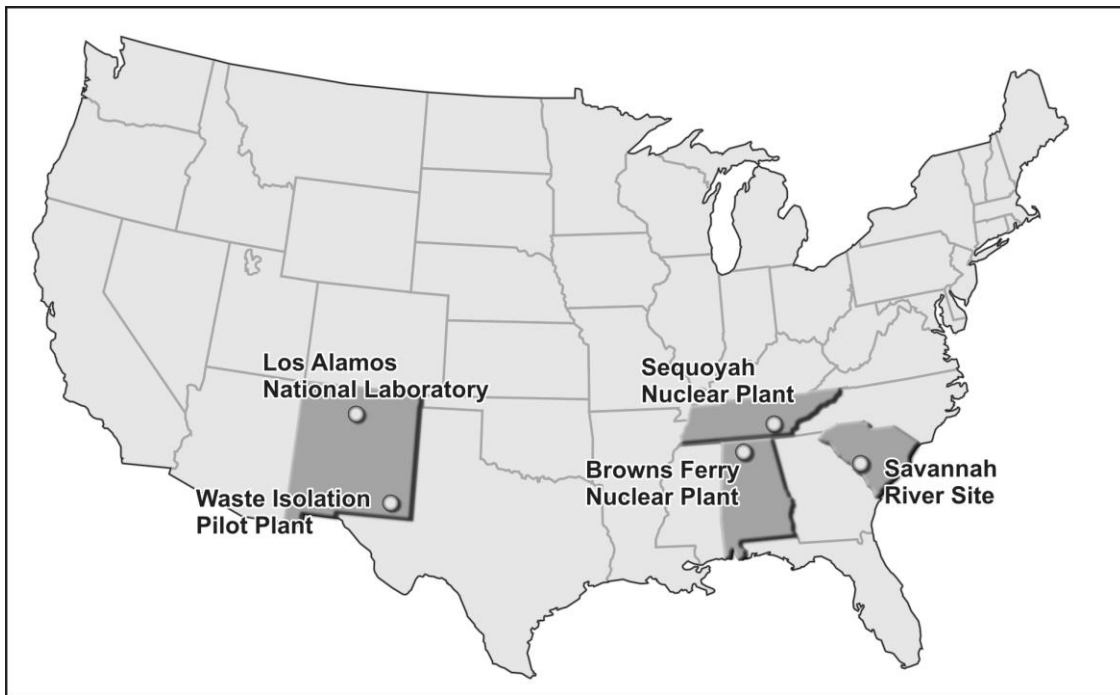 Los Alamos
National Laboratory
Sequoyah
Nuclear Plant
Waste Isolation
Pilot Plant
Browns Ferry
Nuclear Plant
Savannah
River Site